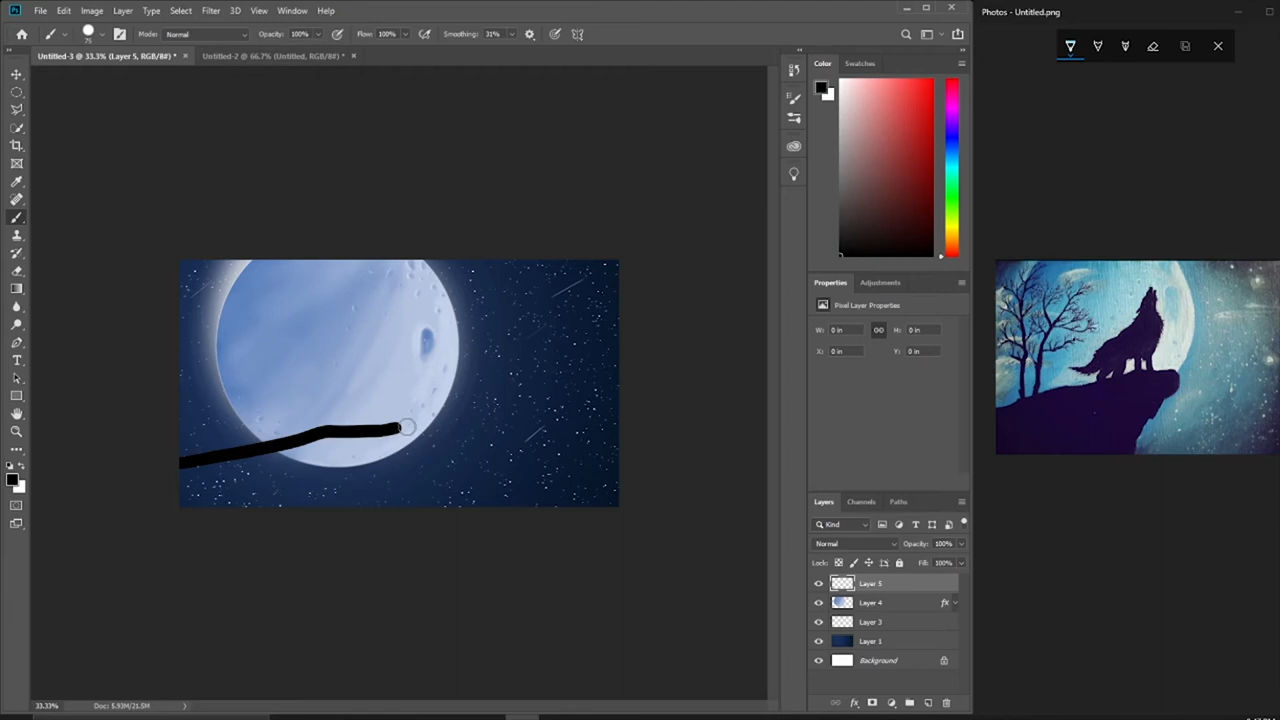 Ps File Edit Image Layer Type Select Filter 3D View Window Help
Photos - Untitled.png
75 Mode: Normal Opacity: 100% Flow: 100% Smoothing: 31%
Untitled-3 @ 33.3% (Layer 5, RGB/8#) * × Untitled-2 @ 66.7% (Untitled, RGB/8#) * ×
Color Swatches
Properties Adjustments
Pixel Layer Properties
W: 0 in H: 0 in
X: 0 in Y: 0 in
Layers Channels Paths
Kind
Normal Opacity: 100%
Lock: Fill: 100%
Layer 5
Layer 4 fx
Layer 3
Layer 1
Background
fx
33.33% Doc: 5.93M/21.5M